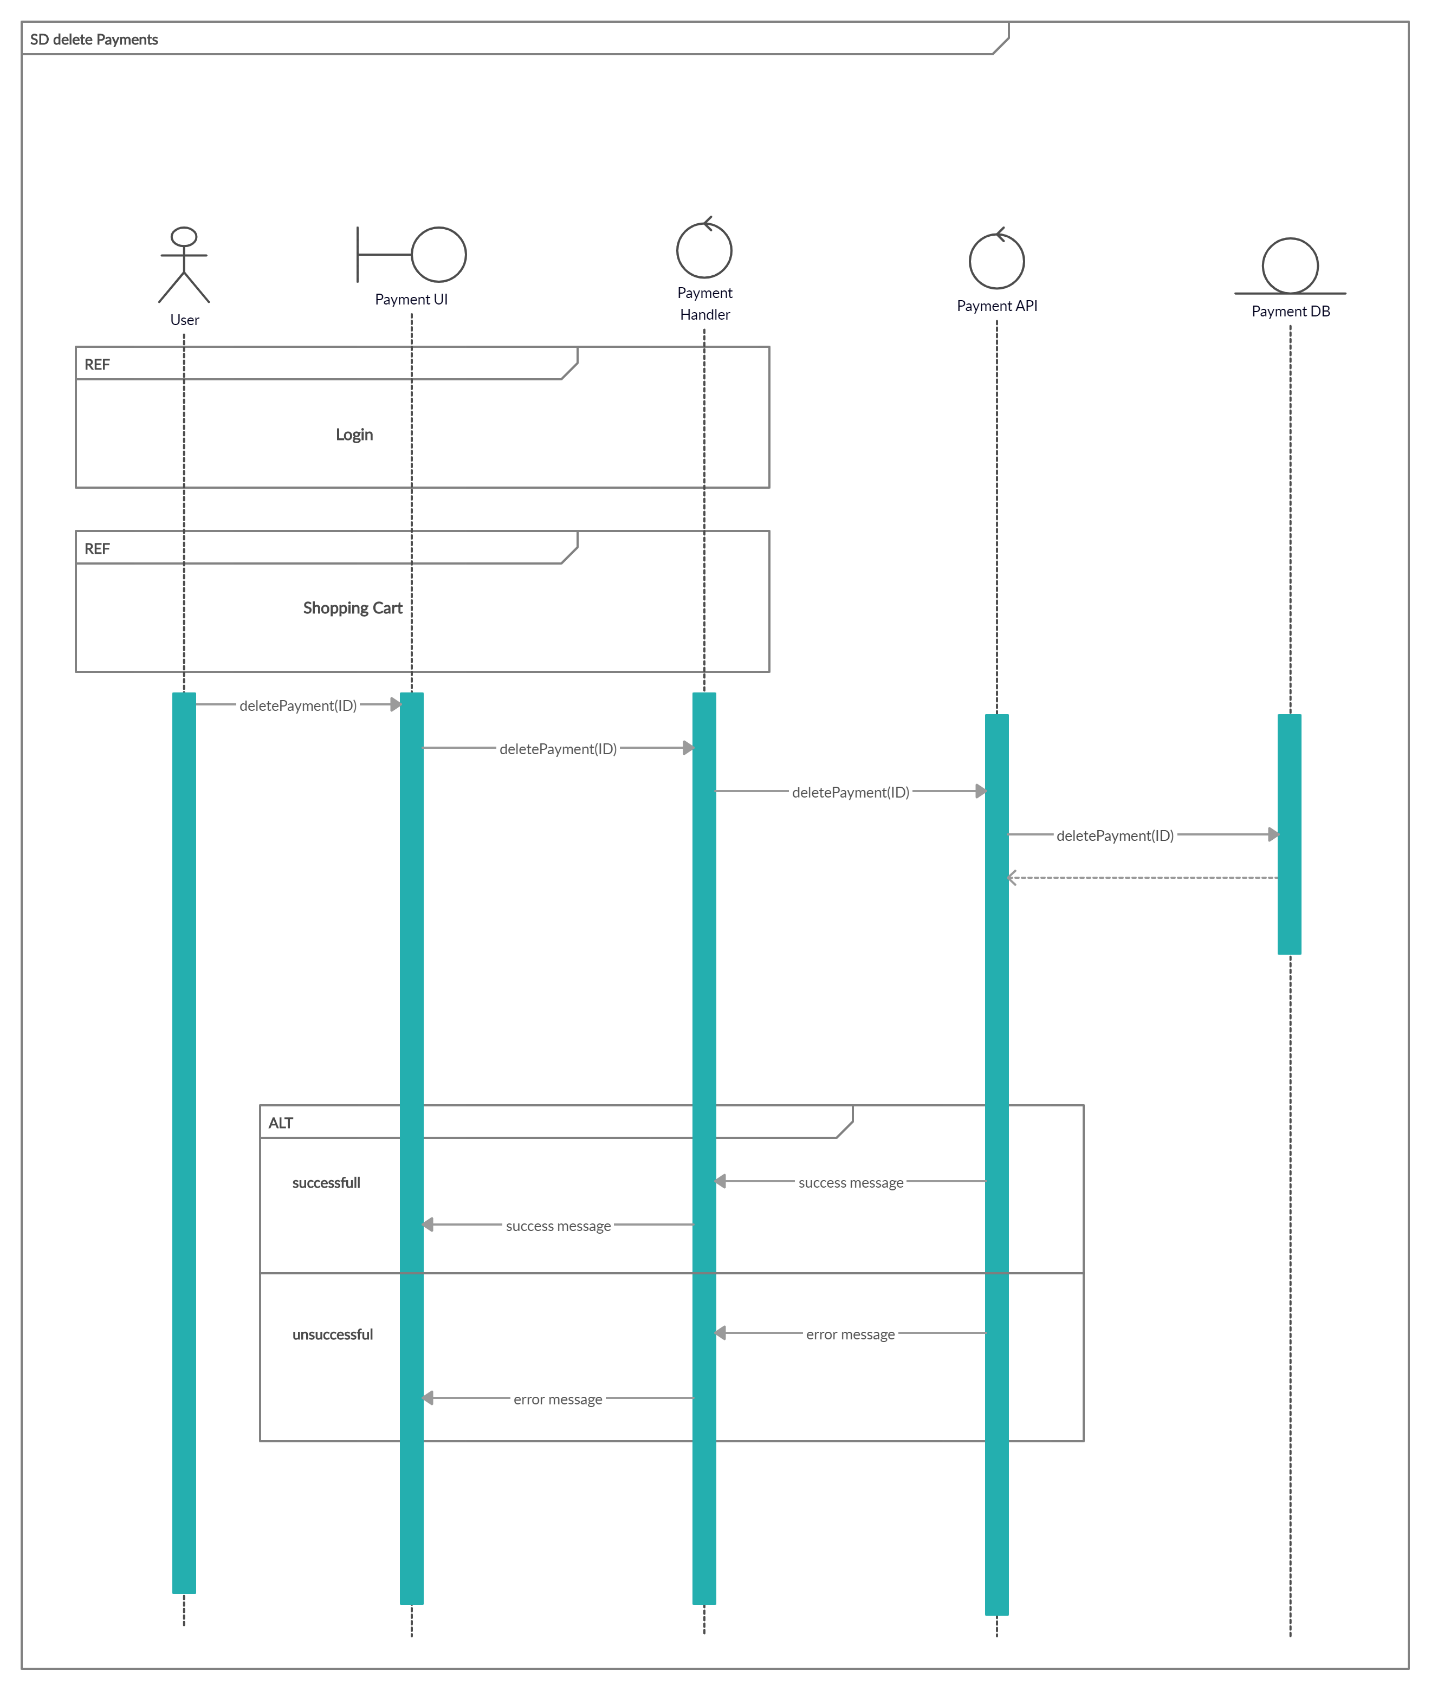 SD delete Payments
User
Payment UI
Payment
Handler
Payment API
Payment DB
REF
Login
REF
Shopping Cart
deletePayment(ID)
deletePayment(ID)
deletePayment(ID)
deletePayment(ID)
ALT
successfull
success message
success message
unsuccessful
error message
error message